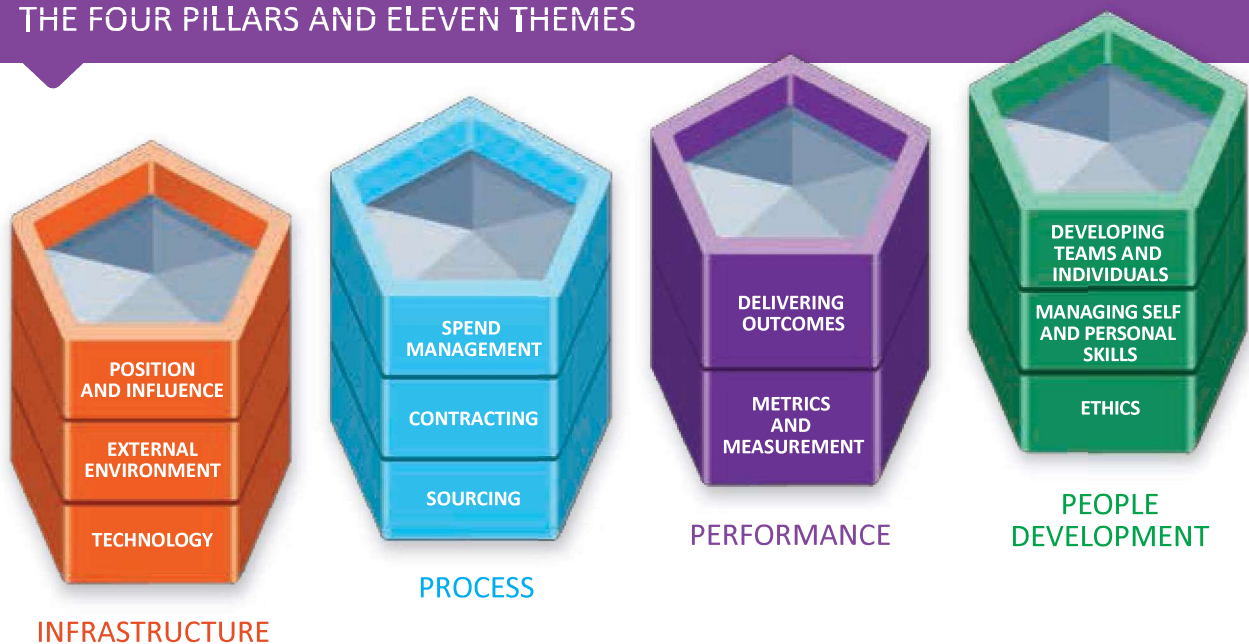 THE FOUR PILLARS AND ELEVEN THEMES
POSITION
AND INFLUENCE
EXTERNAL
ENVIRONMENT
TECHNOLOGY
INFRASTRUCTURE
SPEND
MANAGEMENT
CONTRACTING
SOURCING
PROCESS
DELIVERING
OUTCOMES
METRICS
AND
MEASUREMENT
PERFORMANCE
DEVELOPING
TEAMS AND
INDIVIDUALS
MANAGING SELF
AND PERSONAL
SKILLS
ETHICS
PEOPLE
DEVELOPMENT